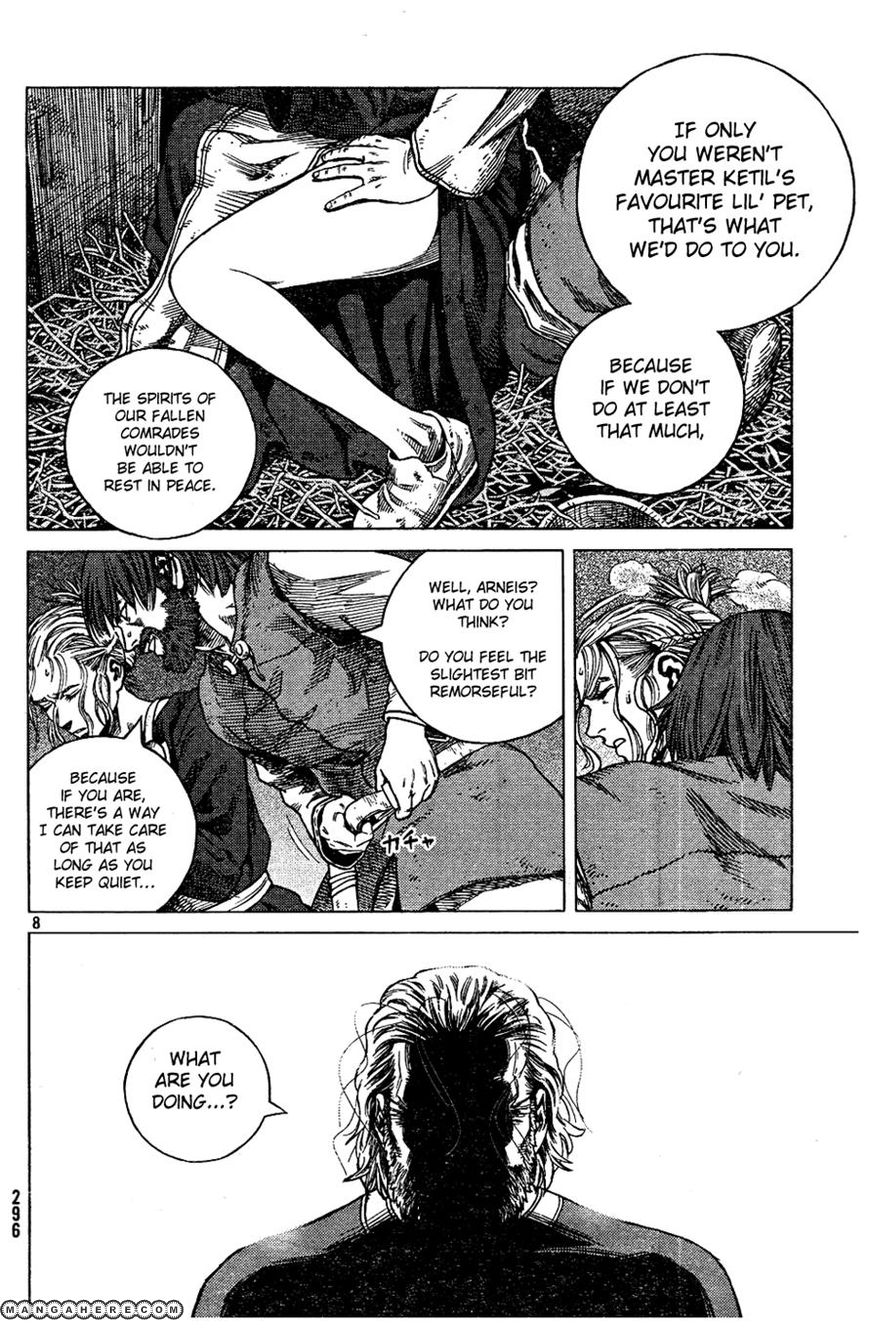 IF ONLY
YOU WEREN'T
MASTER KETIL'S
FAVOURITE LIL' PET,
THAT'S WHAT
WE'D DO TO YOU.
BECAUSE
IF WE DON'T
DO AT LEAST
THAT MUCH,
THE SPIRITS OF
OUR FALLEN
COMRADES
WOULDN'T
BE ABLE TO
REST IN PEACE.
WELL, ARNEIS?
WHAT DO YOU
THINK?
DO YOU FEEL THE
SLIGHTEST BIT
REMORSEFUL?
BECAUSE
IF YOU ARE,
THERE'S A WAY
I CAN TAKE CARE
OF THAT AS
LONG AS YOU
KEEP QUIET...
カチャ
8
WHAT
ARE YOU
DOING...?
296
MANGAHERE.COM